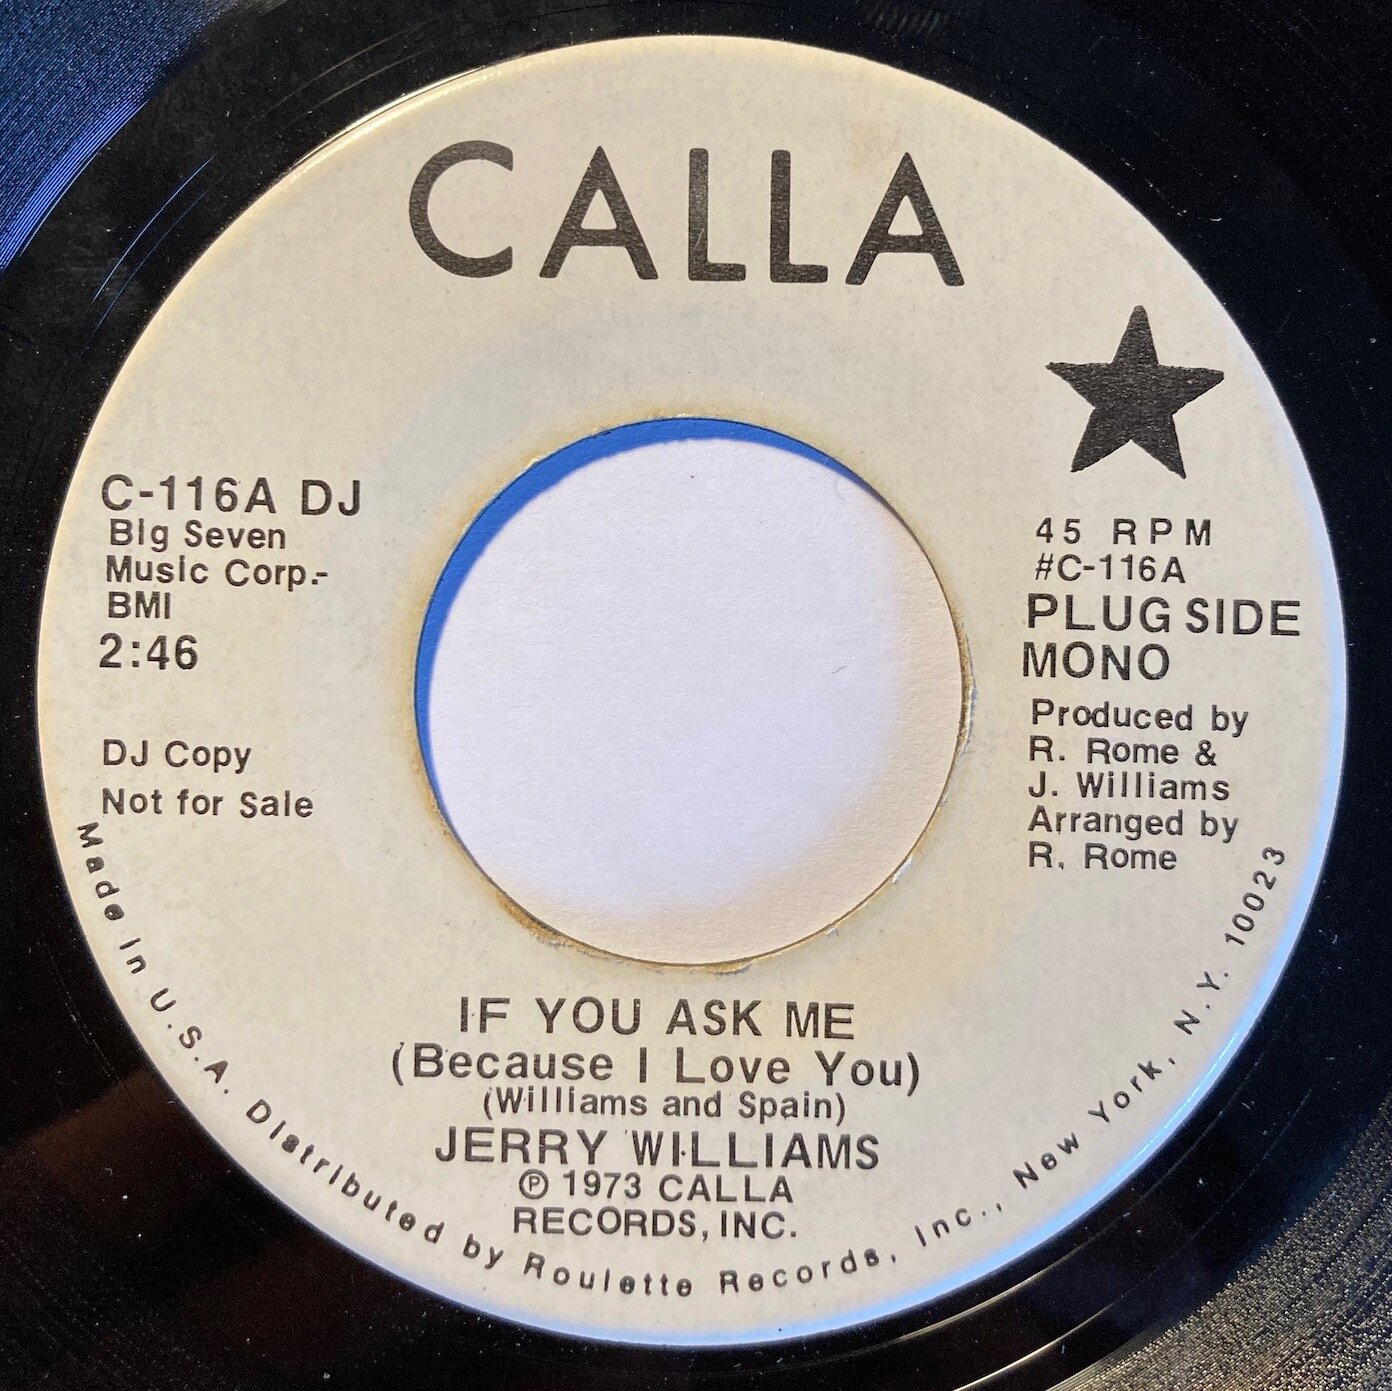 CALLA
C-116A DJ
Big Seven
Music Corp.-
BMI
2:46
DJ Copy
Not for Sale
45 RPM
#C-116A
PLUG SIDE
MONO
Produced by
R. Rome &
J. Williams
Arranged by
R. Rome
IF YOU ASK ME
(Because I Love You)
(Williams and Spain)
JERRY WILLIAMS
℗ 1973 CALLA
RECORDS, INC.
Made in U.S.A. Distributed by Roulette Records, Inc., New York, N.Y. 10023